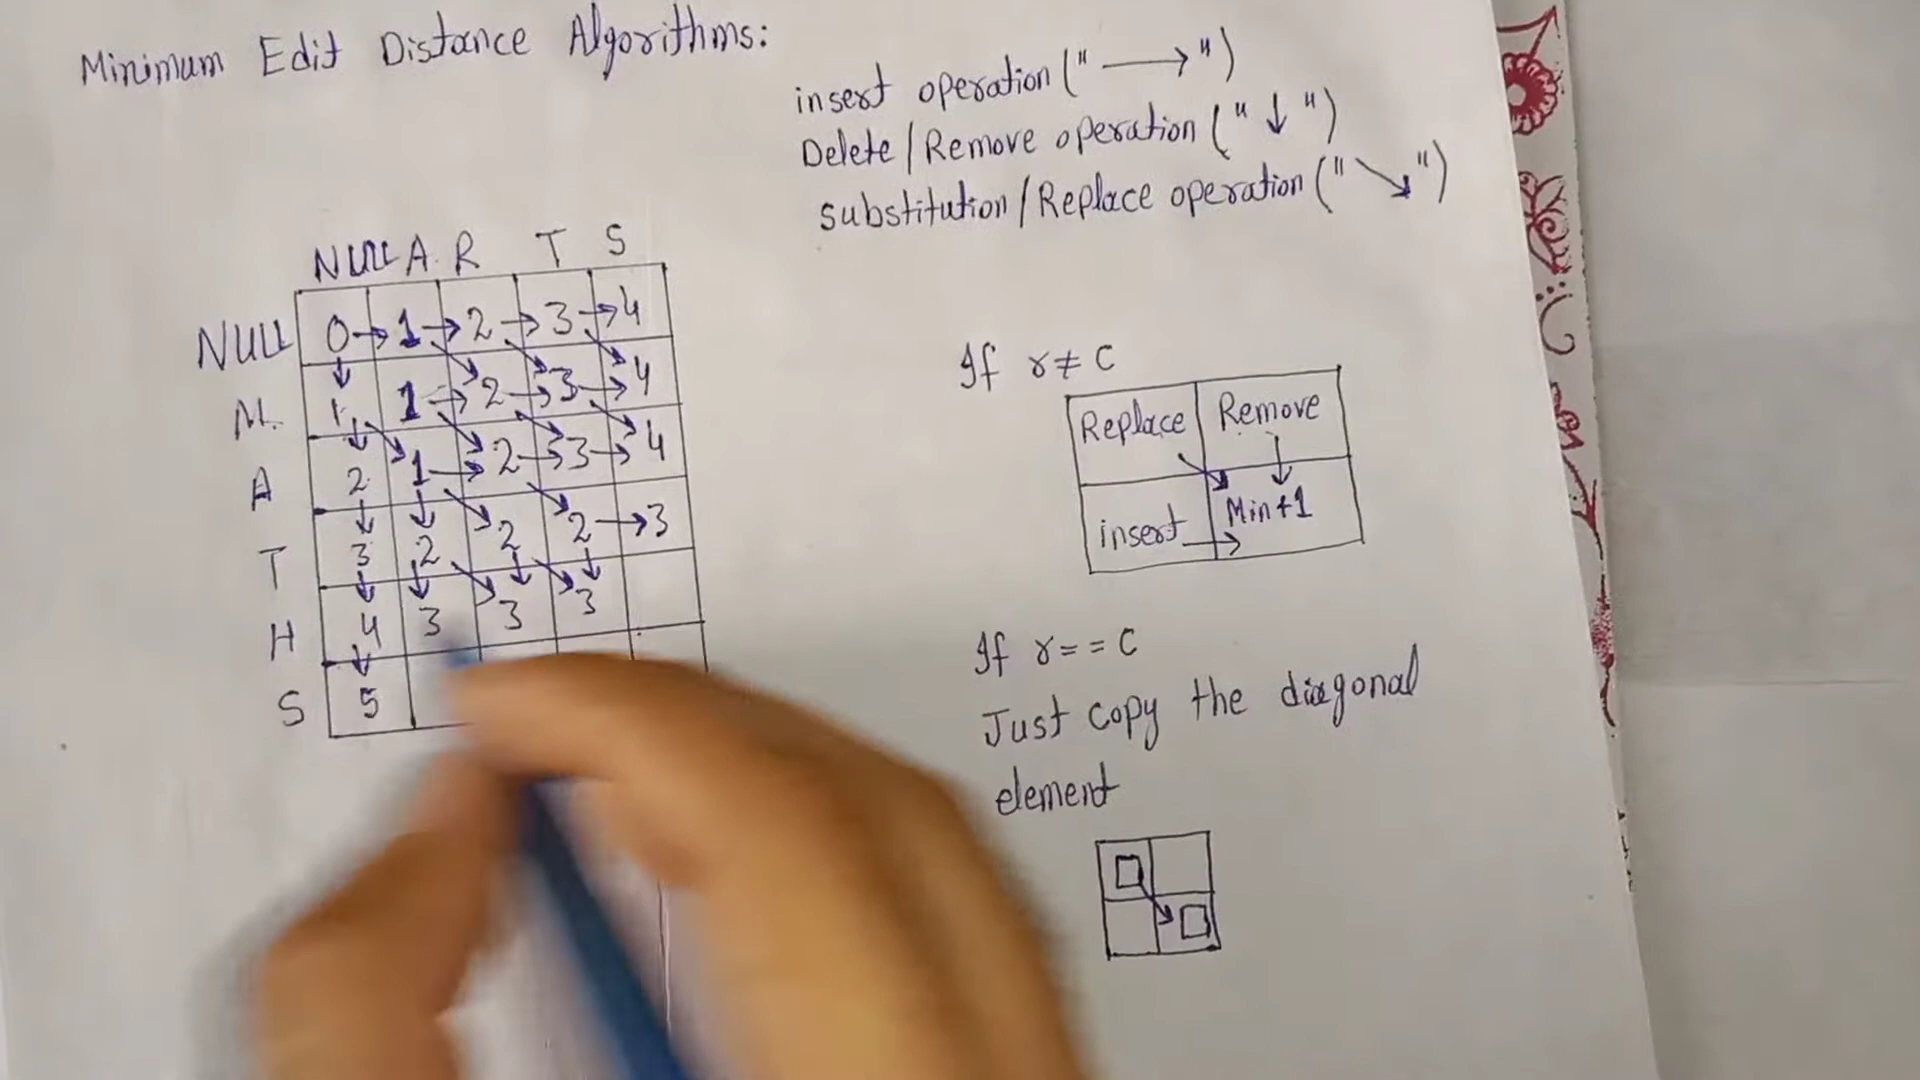 Minimum Edit Distance Algorithms:
insert operation ("→")
Delete/Remove operation ("↓")
substitution/Replace operation ("↘")
NULL A R T S
NULL 0→1→2→3→4
M. 1 1→2→3→4
A 2 1→2→3→4
T 3 2 2 2→3
H 4 3 3 3
S 5
If r≠C
Replace Remove
insert→ Min+1
If r==C
Just copy the diagonal
element